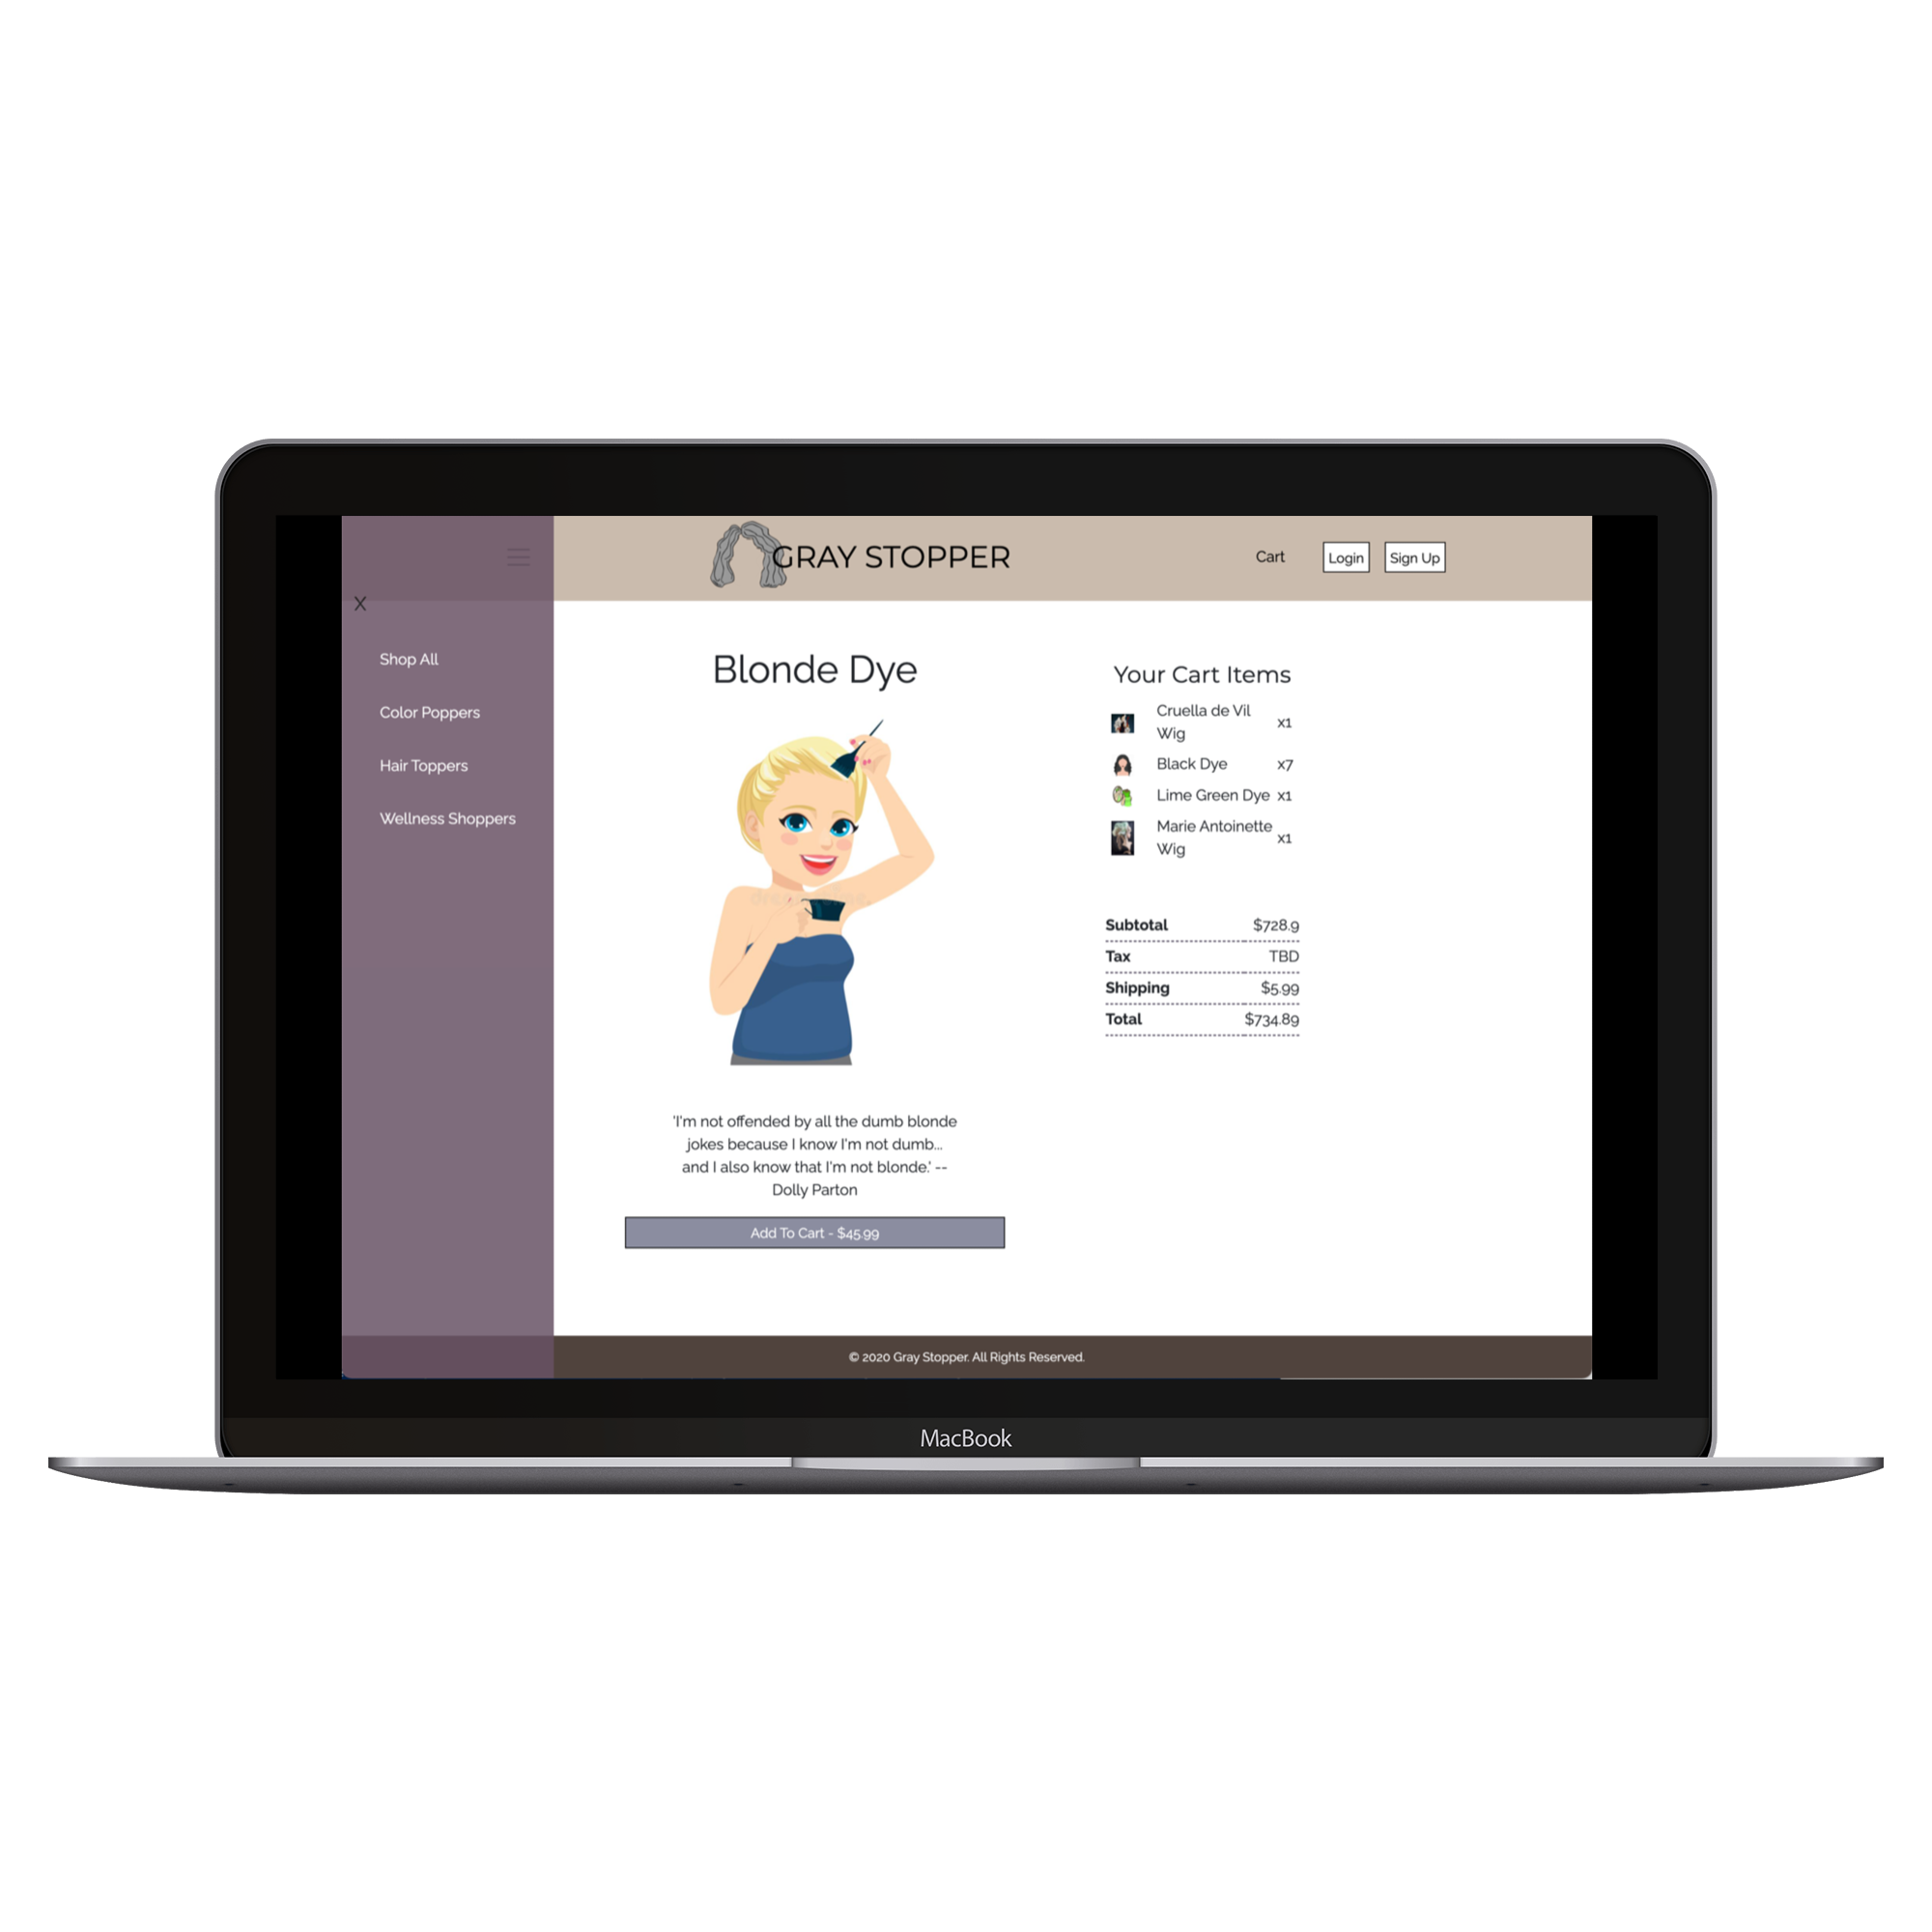 GRAY STOPPER
Cart
Login
Sign Up
X
Shop All
Color Poppers
Hair Toppers
Wellness Shoppers
Blonde Dye
'I'm not offended by all the dumb blonde
jokes because I know I'm not dumb...
and I also know that I'm not blonde.' --
Dolly Parton
Add To Cart - $45.99
Your Cart Items
Cruella de Vil
Wig
x1
Black Dye x7
Lime Green Dye x1
Marie Antoinette
Wig
x1
Subtotal $728.9
Tax TBD
Shipping $5.99
Total $734.89
© 2020 Gray Stopper. All Rights Reserved.
MacBook